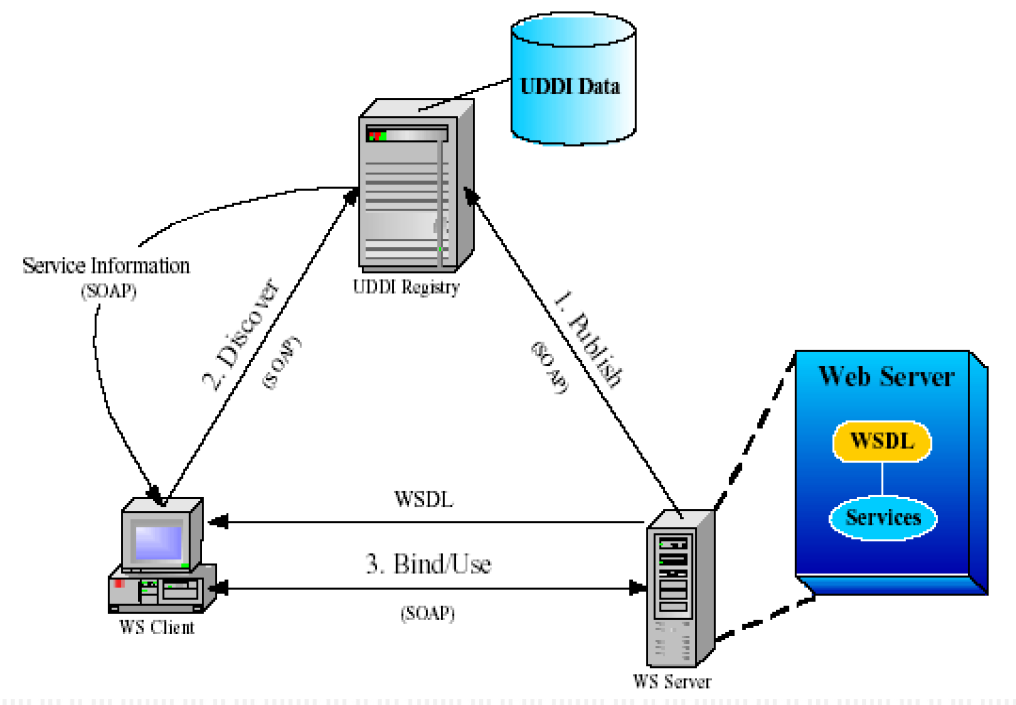 UDDI Data
UDDI Registry
Service Information
(SOAP)
2. Discover
(SOAP)
1. Publish
(SOAP)
Web Server
WSDL
Services
WSDL
3. Bind/Use
(SOAP)
WS Client
WS Server